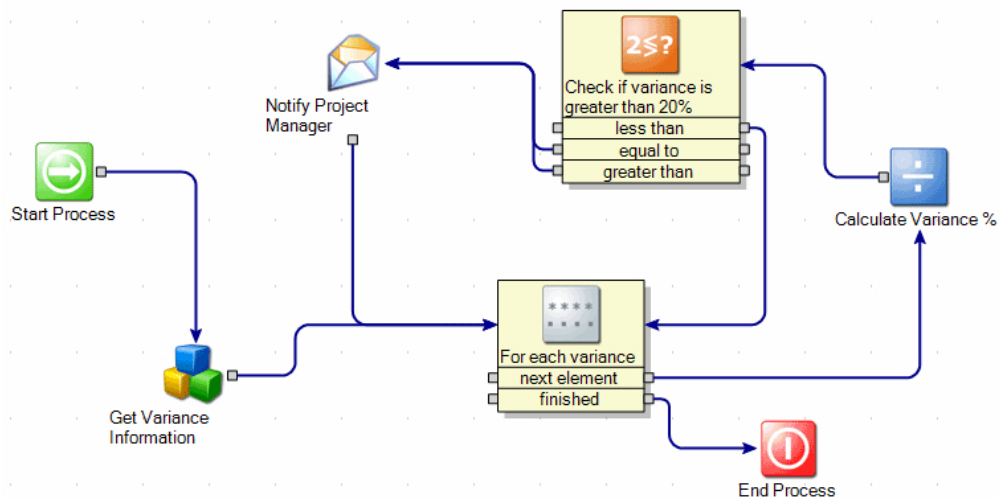 2≶?
Check if variance is
greater than 20%
less than
equal to
greater than
Notify Project
Manager
Start Process
Calculate Variance %
* * * *
For each variance
next element
finished
Get Variance
Information
End Process